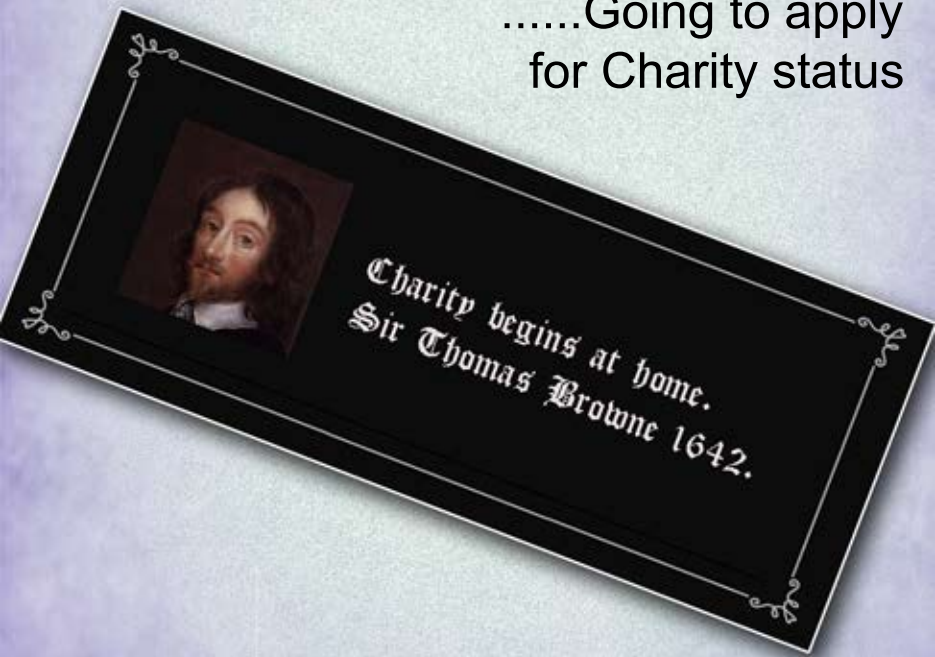 ......Going to apply
for Charity status
Charity begins at home.
Sir Thomas Browne 1642.